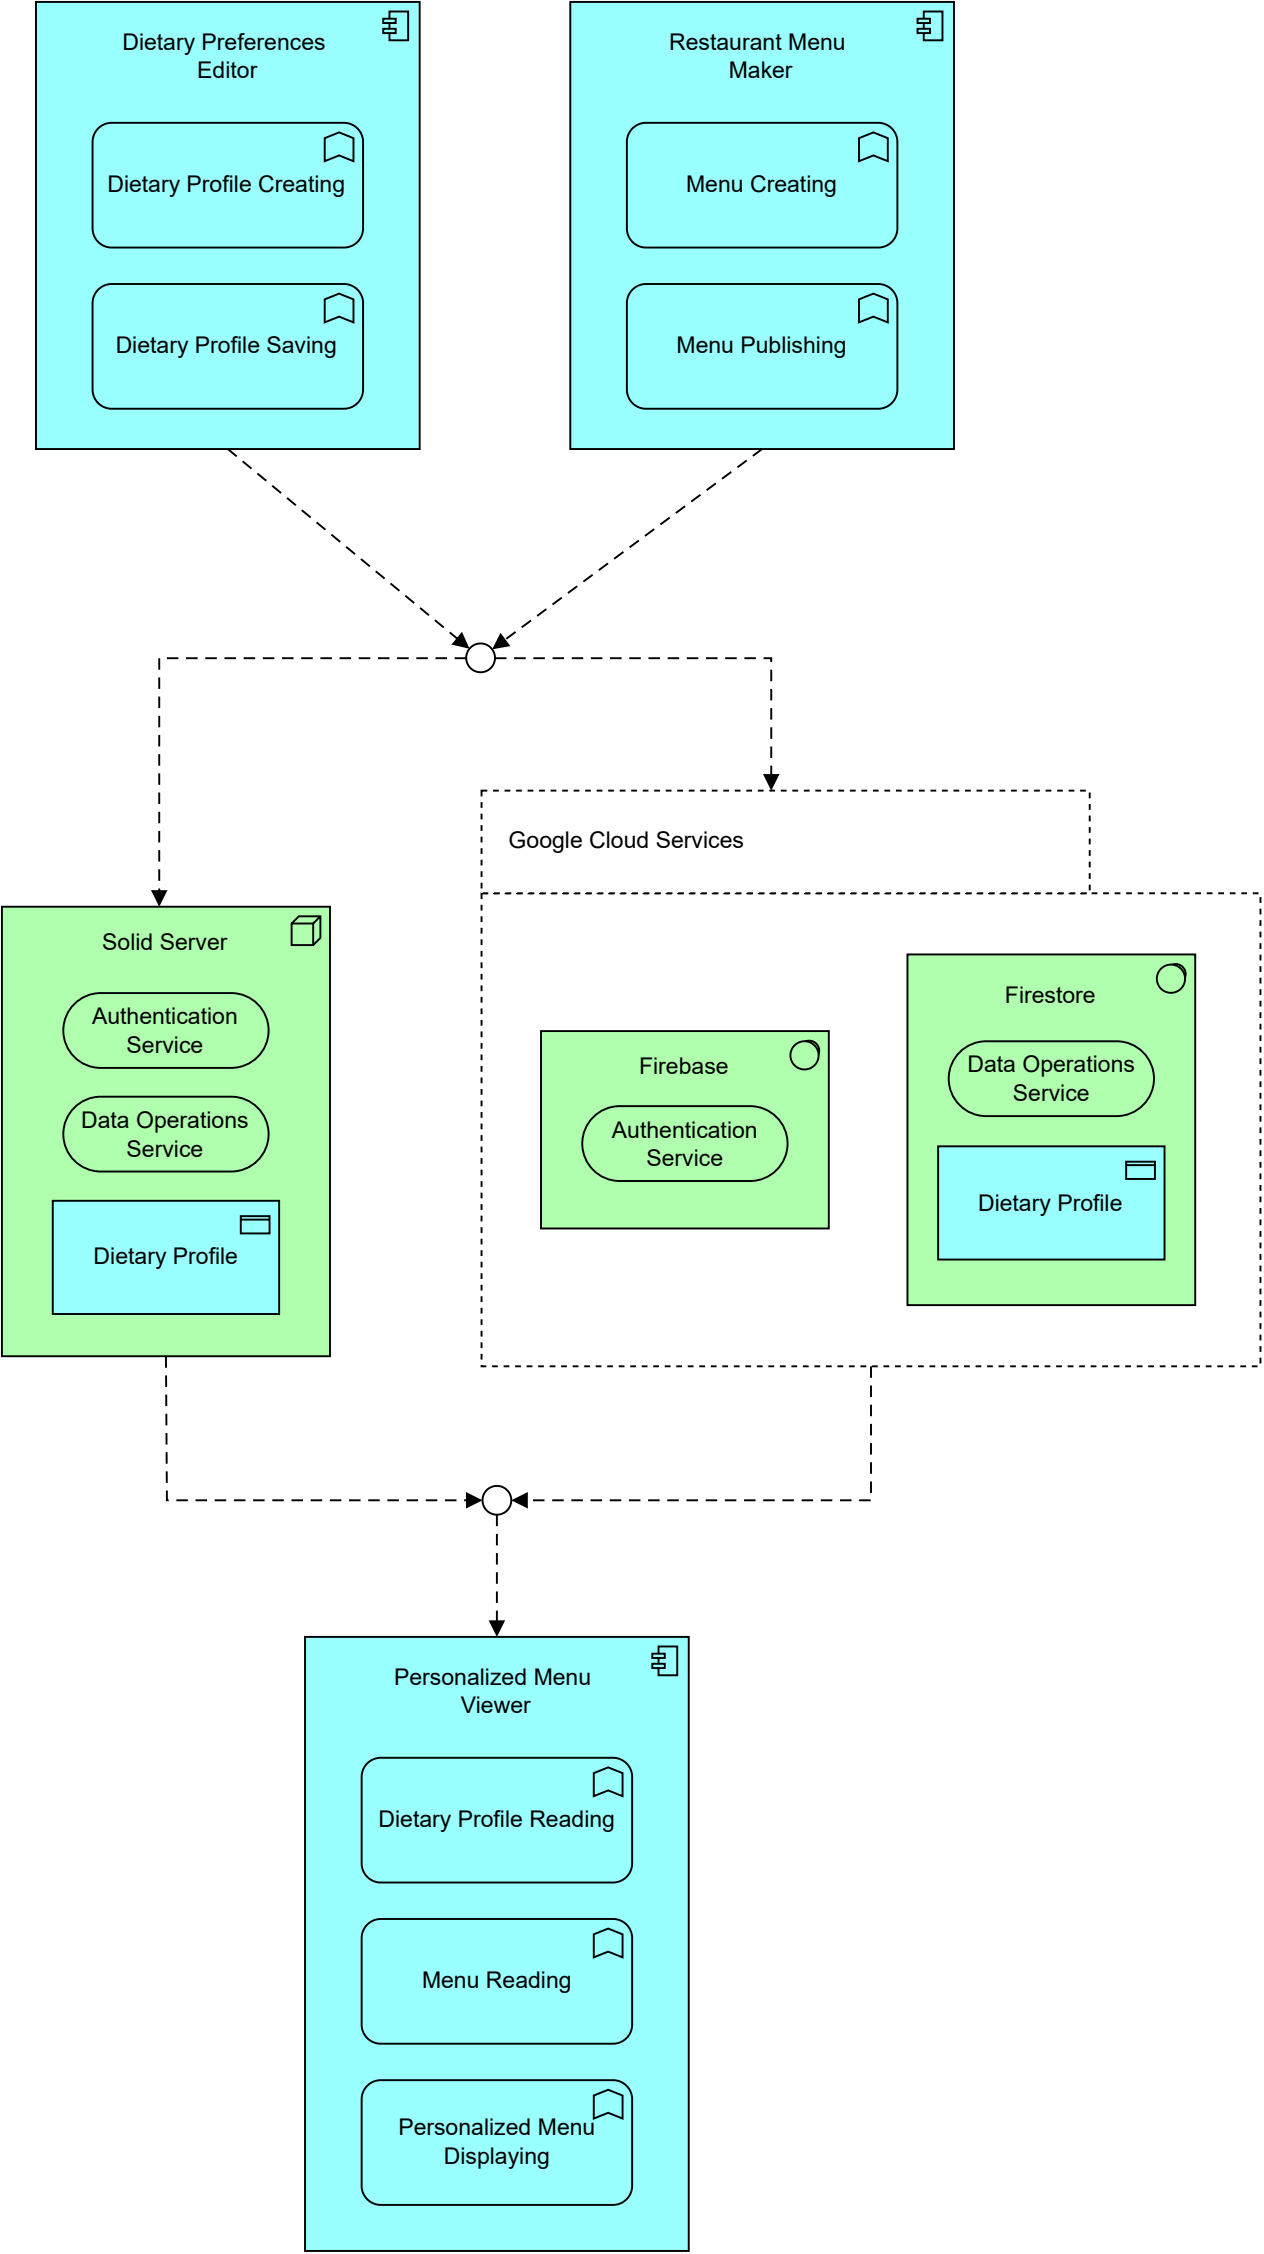 Dietary Preferences
Editor
Dietary Profile Creating
Dietary Profile Saving
Restaurant Menu
Maker
Menu Creating
Menu Publishing
Google Cloud Services
Solid Server
Authentication
Service
Data Operations
Service
Dietary Profile
Firebase
Authentication
Service
Firestore
Data Operations
Service
Dietary Profile
Personalized Menu
Viewer
Dietary Profile Reading
Menu Reading
Personalized Menu
Displaying